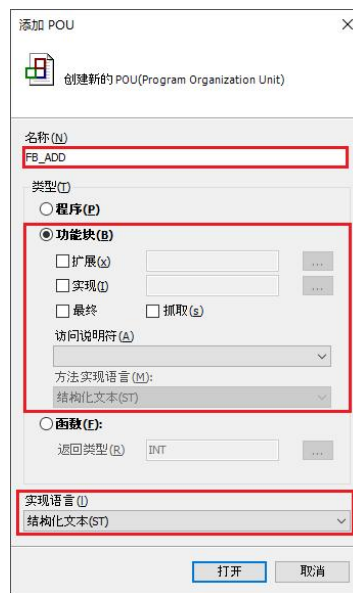 添加 POU
创建新的 POU(Program Organization Unit)
名称(N)
FB_ADD
类型(T)
程序(P)
功能块(B)
扩展(x)
...
实现(I)
...
最终 抓取(s)
访问说明符(A)
方法实现语言(M):
结构化文本(ST)
函数(F):
返回类型(R) INT ...
实现语言(I)
结构化文本(ST)
打开 取消